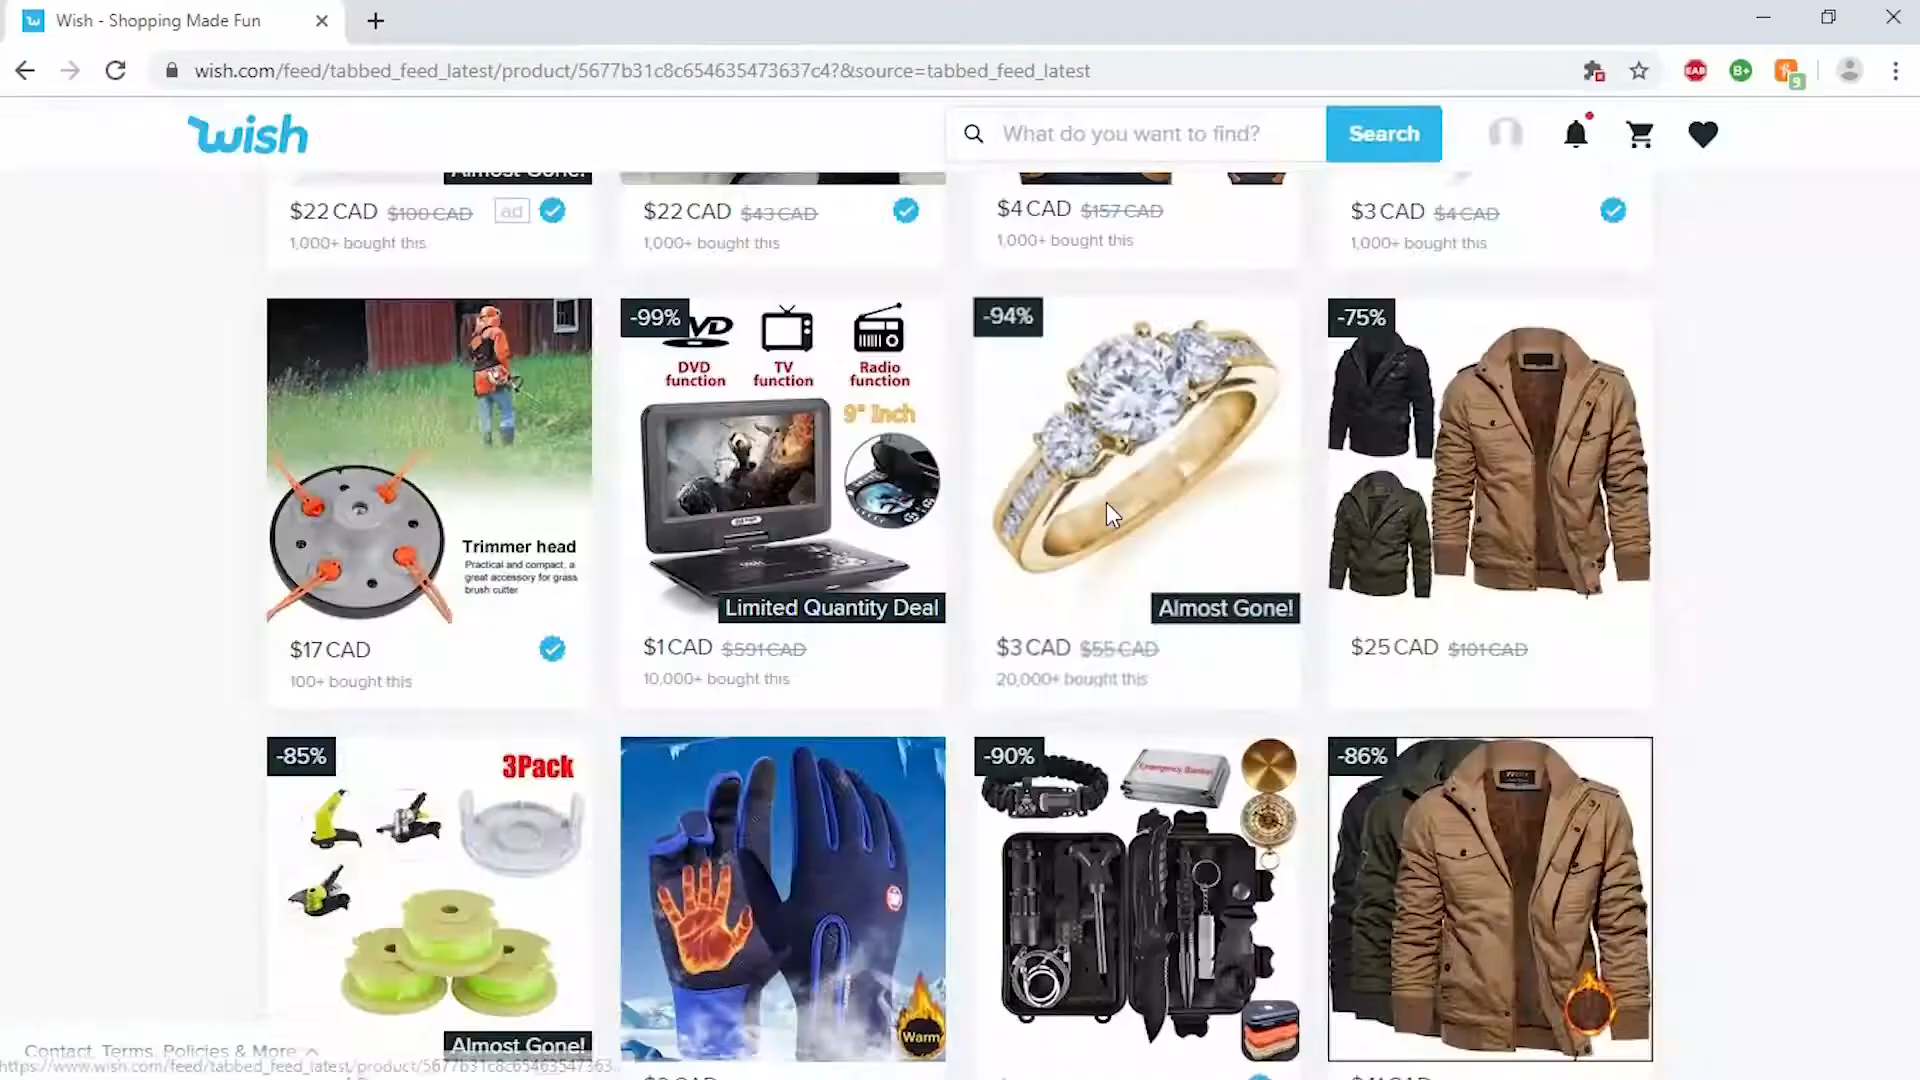 Wish - Shopping Made Fun
wish.com/feed/tabbed_feed_latest/product/5677b31c8c654635473637c4?&source=tabbed_feed_latest
EAB
B+
9
wish
What do you want to find?
Search
Almost Gone!
$22 CAD $100 CAD ad
1,000+ bought this
$22 CAD $43 CAD
1,000+ bought this
$4 CAD $157 CAD
1,000+ bought this
$3 CAD $4 CAD
1,000+ bought this
Trimmer head
Practical and compact, a
great accessory for grass
brush cutter
$17 CAD
100+ bought this
-99%
DVD
TV
Radio
function
function
function
9" Inch
Limited Quantity Deal
$1 CAD $591 CAD
10,000+ bought this
-94%
Almost Gone!
$3 CAD $55 CAD
20,000+ bought this
-75%
$25 CAD $101 CAD
-85%
3Pack
Almost Gone!
Warm
-90%
Emergency Blanket
-86%
Contact, Terms, Policies & More
https://www.wish.com/feed/tabbed_feed_latest/product/5677b31c8c65463547363...